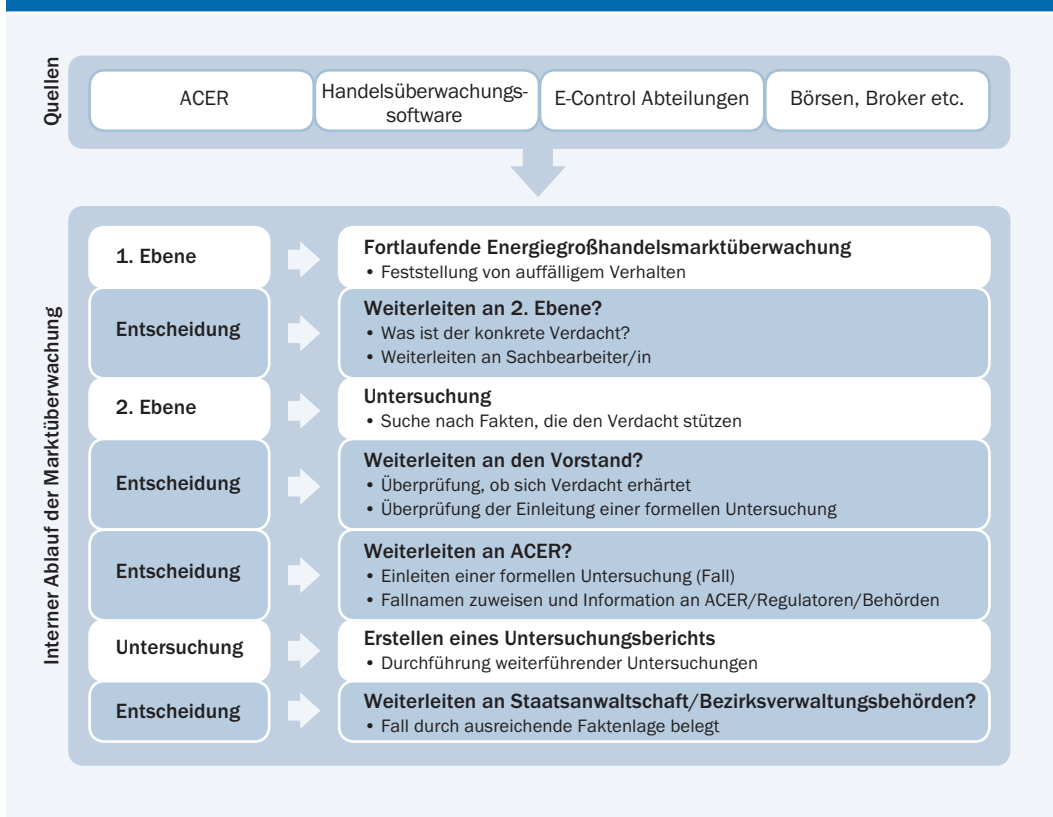 Quellen
ACER
Handelsüberwachungs-
software
E-Control Abteilungen
Börsen, Broker etc.
Interner Ablauf der Marktüberwachung
1. Ebene
Fortlaufende Energiegroßhandelsmarktüberwachung
• Feststellung von auffälligem Verhalten
Entscheidung
Weiterleiten an 2. Ebene?
• Was ist der konkrete Verdacht?
• Weiterleiten an Sachbearbeiter/in
2. Ebene
Untersuchung
• Suche nach Fakten, die den Verdacht stützen
Entscheidung
Weiterleiten an den Vorstand?
• Überprüfung, ob sich Verdacht erhärtet
• Überprüfung der Einleitung einer formellen Untersuchung
Entscheidung
Weiterleiten an ACER?
• Einleiten einer formellen Untersuchung (Fall)
• Fallnamen zuweisen und Information an ACER/Regulatoren/Behörden
Untersuchung
Erstellen eines Untersuchungsberichts
• Durchführung weiterführender Untersuchungen
Entscheidung
Weiterleiten an Staatsanwaltschaft/Bezirksverwaltungsbehörden?
• Fall durch ausreichende Faktenlage belegt